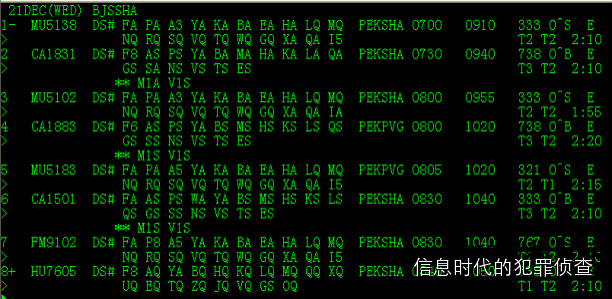 21DEC(WED) BJSSHA
1- MU5138 DS# FA PA A3 YA KA BA EA HA LQ MQ PEKSHA 0700 0910 333 0^S E
> NQ RQ SQ VQ TQ WQ GQ XA QA I5 T2 T2 2:10
2 CA1831 DS# F8 AS PS YA BA MA HA KA LA QA PEKSHA 0730 0940 738 0^B E
> GS SA NS VS TS ES T3 T2 2:10
** M1A V1S
3 MU5102 DS# FA PA A3 YA KA BA EA HA LQ MQ PEKSHA 0800 0955 333 0^S E
> NQ RQ SQ VQ TQ WQ GQ XA QA IA T2 T2 1:55
4 CA1883 DS# F6 AS PS YA BS MS HS KS LS QS PEKPVG 0800 1020 738 0^B E
> GS SS NS VS TS ES T3 T2 2:20
** M1S V1S
5 MU5183 DS# FA PA A5 YA KA BA EA HA LQ MQ PEKPVG 0805 1020 321 0^S E
> NQ RQ SQ VQ TQ WQ GQ XA QA I5 T2 T1 2:15
6 CA1501 DS# FA AS PS WA YA BS MS HS KS LS PEKSHA 0830 1040 333 0^B E
> QS GS SS NS VS TS ES T3 T2 2:10
** M1S V1S
7 FM9102 DS# FA P8 A5 YA KA BA EA HA LQ MQ PEKSHA 0830 1040 767 0^S E
> NQ RQ SQ VQ TQ WQ GQ XA QA I5
8+ HU7605 DS# F8 AQ YA BQ HQ KQ LQ MQ QQ XQ PEKSHA
> UQ BQ TQ ZQ JQ VQ GS OQ T1 T2 2:10
信息时代的犯罪侦查